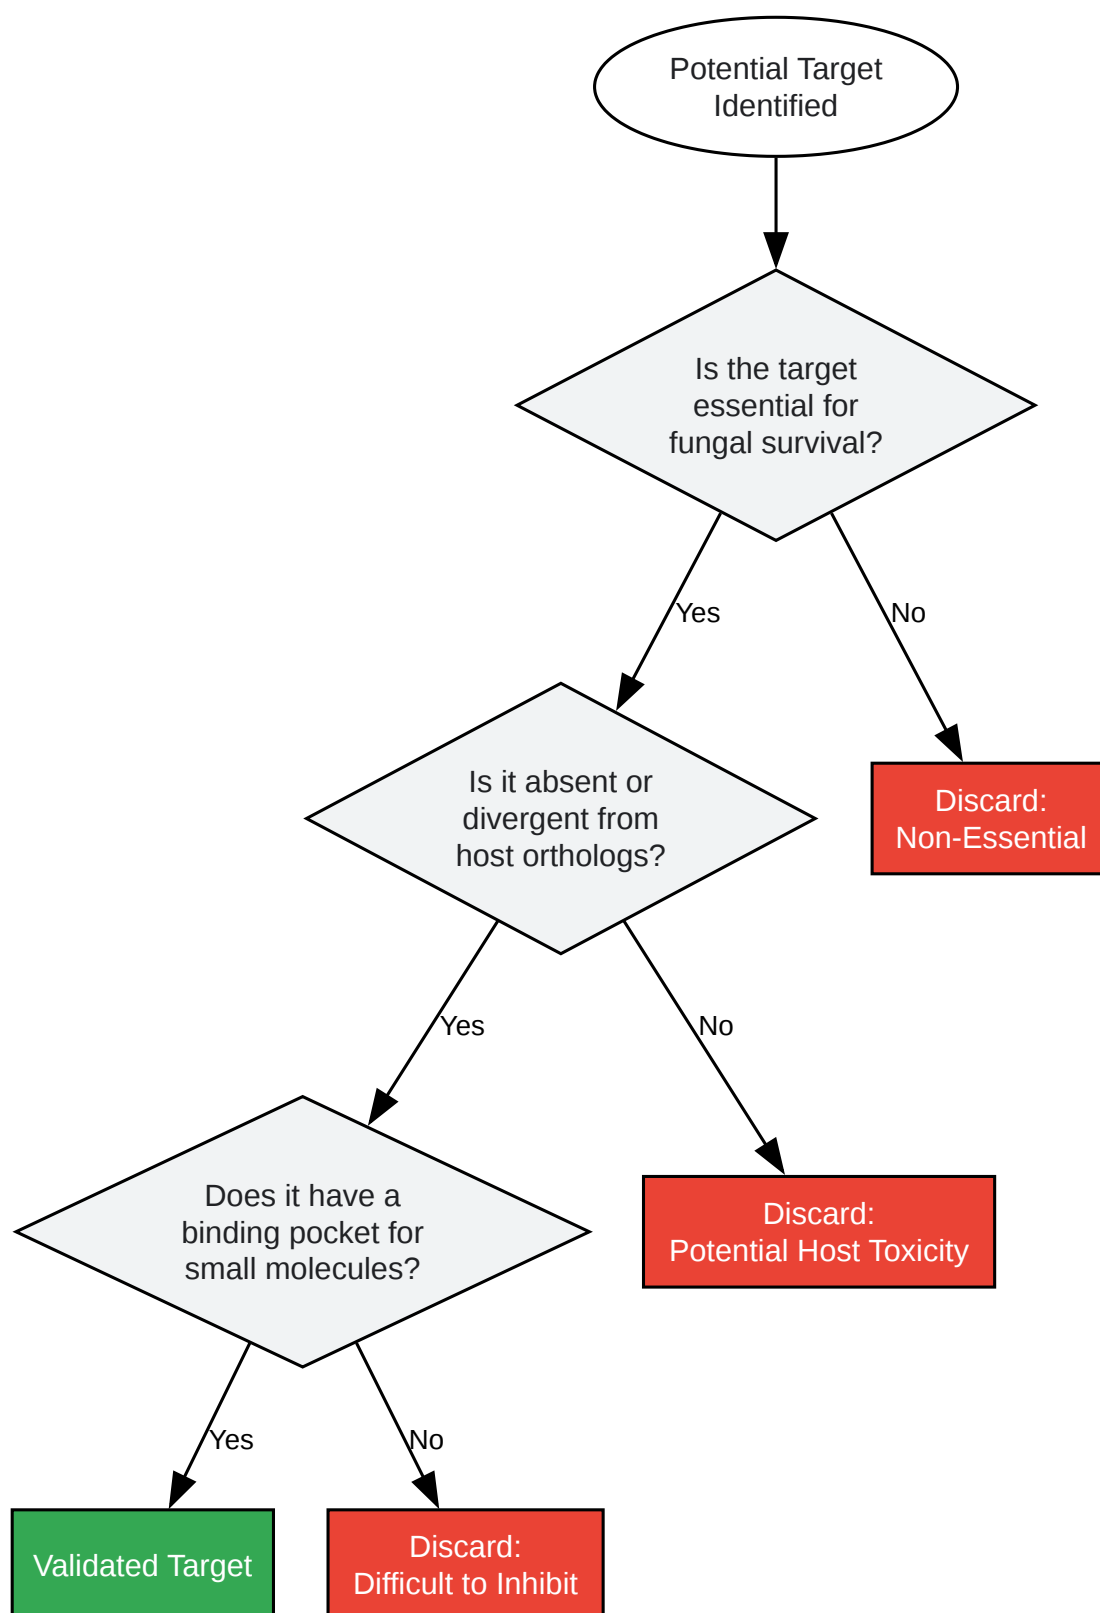 Potential Target
Identified
Is the target
essential for
fungal survival?
Yes
No
Is it absent or
divergent from
host orthologs?
Discard:
Non-Essential
Yes
No
Does it have a
binding pocket for
small molecules?
Discard:
Potential Host Toxicity
Yes
No
Validated Target
Discard:
Difficult to Inhibit